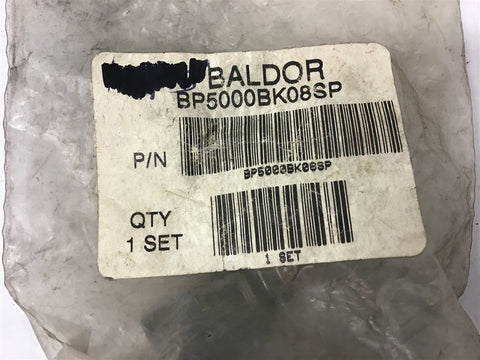 BALDOR
BP5000BK08SP
P/N
BP5000BK08SP
QTY
1 SET
1 SET